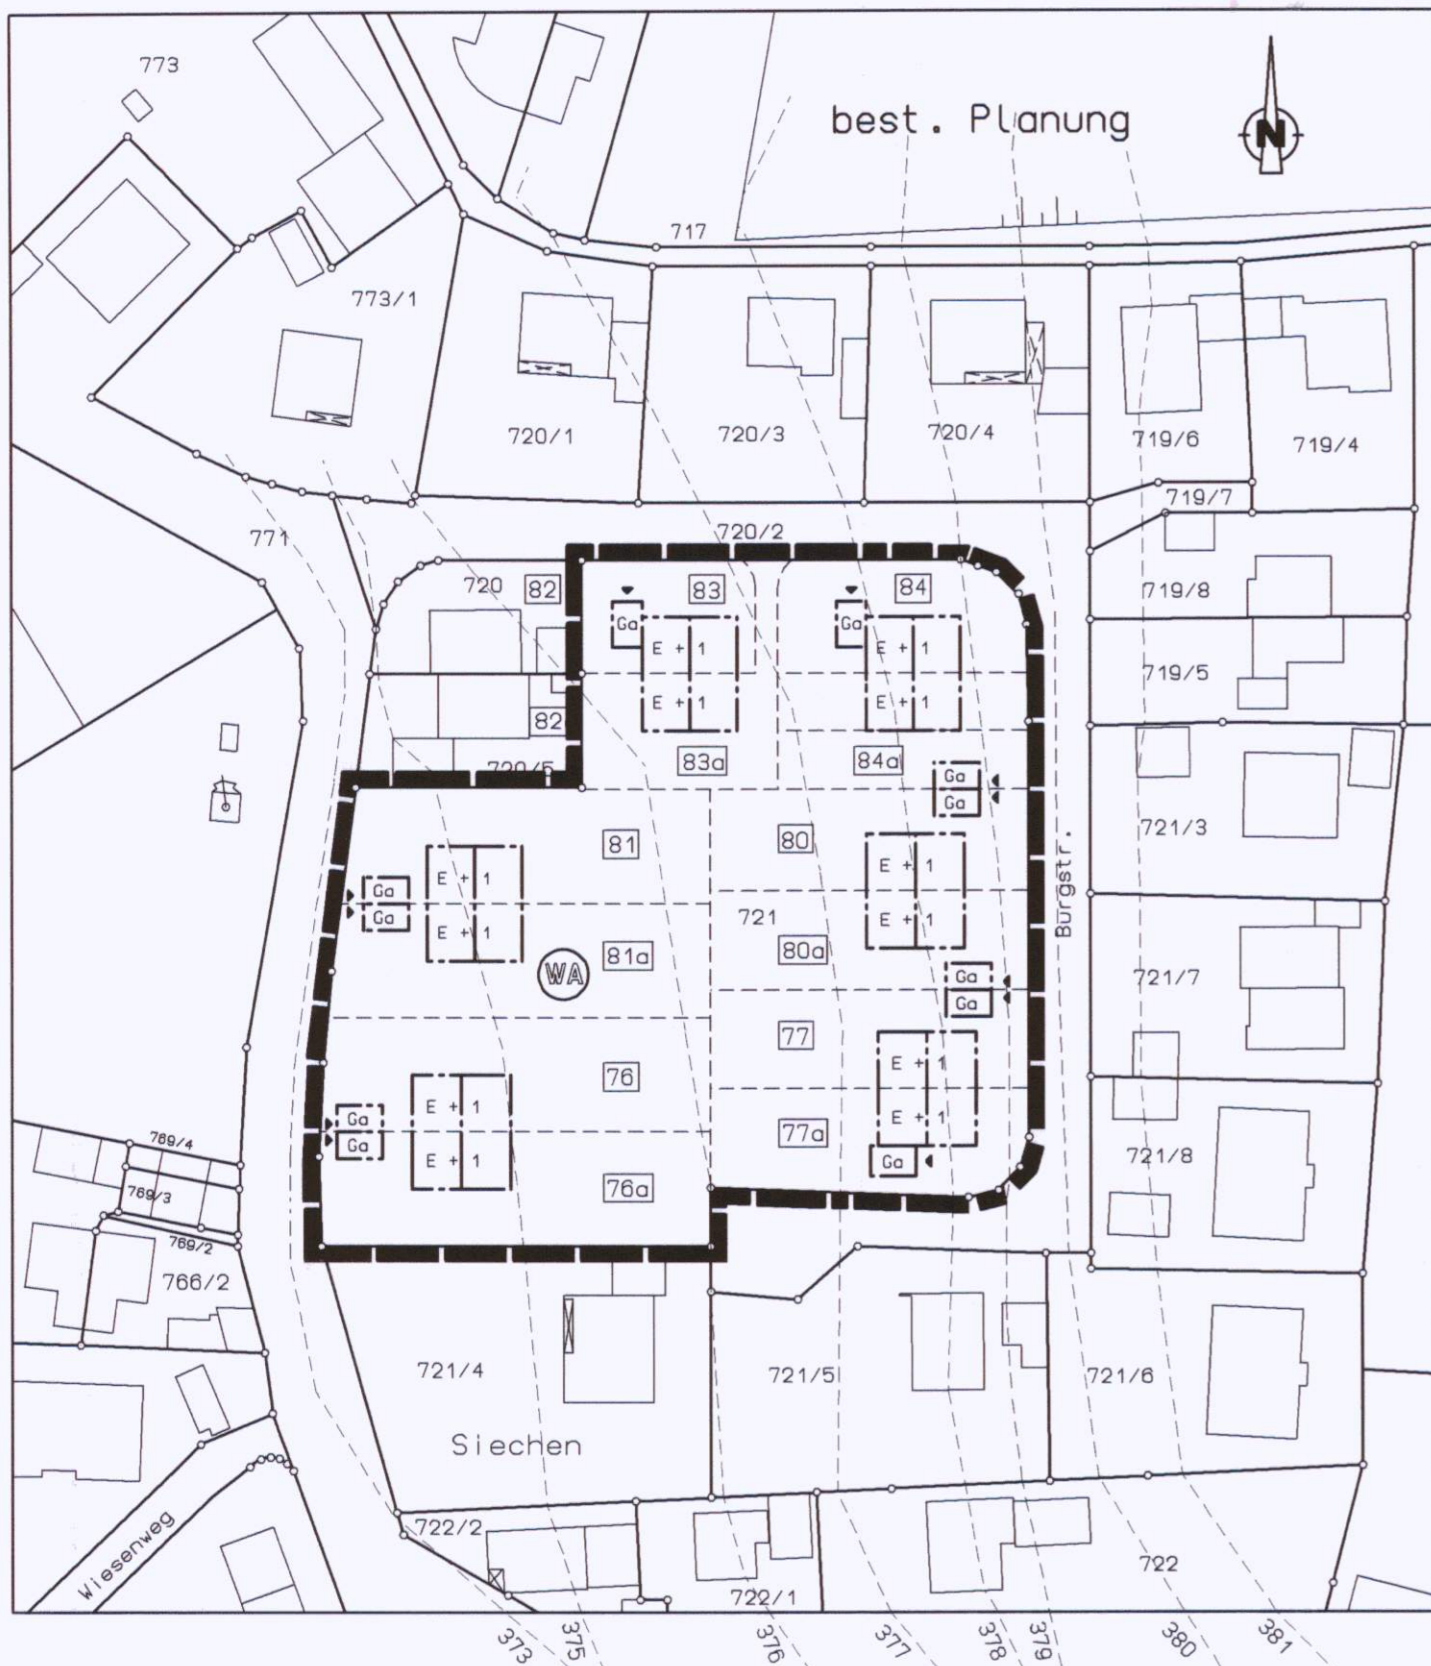 773
best. Planung
N
717
773/1
720/1
720/3
720/4
719/6
719/4
719/7
771
720/2
720
82
83
84
719/8
Ga
Ga
E + 1
E + 1
E + 1
E + 1
719/5
82
83a
84a
720/5
Ga
Ga
81
80
721/3
Burgstr.
E + 1
E + 1
Ga
Ga
721
E + 1
E + 1
81a
80a
WA
Ga
Ga
721/7
77
E + 1
76
E + 1
Ga
Ga
E + 1
E + 1
77a
769/4
721/8
Ga
769/3
76a
769/2
766/2
721/4
721/5
721/6
Siechen
Wiesenweg
722/2
722/1
722
373
375
376
377
378
379
380
381